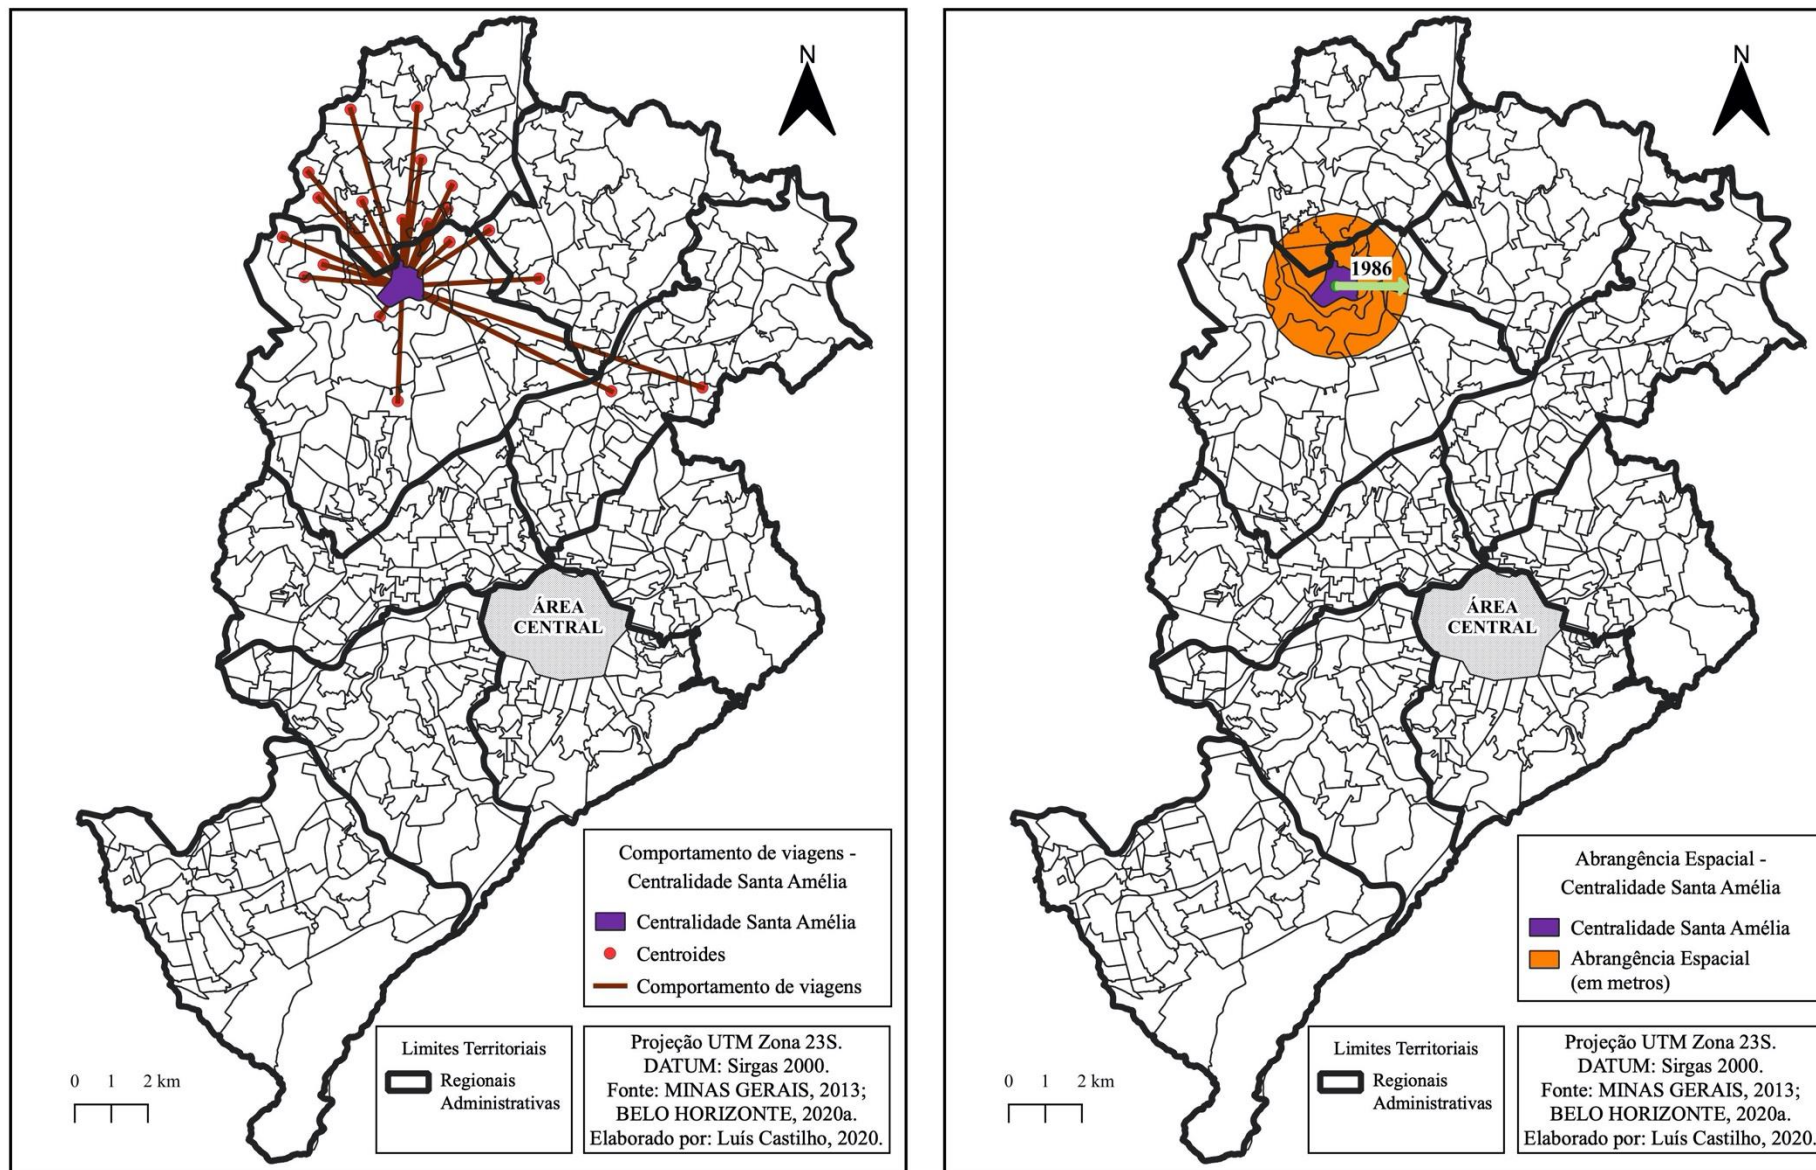 N
ÁREA
CENTRAL
Comportamento de viagens -
Centralidade Santa Amélia
Centralidade Santa Amélia
Centroides
Comportamento de viagens
Limites Territoriais
Regionais
Administrativas
Projeção UTM Zona 23S.
DATUM: Sirgas 2000.
Fonte: MINAS GERAIS, 2013;
BELO HORIZONTE, 2020a.
Elaborado por: Luís Castilho, 2020.
0 1 2 km
N
1986
ÁREA
CENTRAL
Abrangência Espacial -
Centralidade Santa Amélia
Centralidade Santa Amélia
Abrangência Espacial
(em metros)
Limites Territoriais
Regionais
Administrativas
Projeção UTM Zona 23S.
DATUM: Sirgas 2000.
Fonte: MINAS GERAIS, 2013;
BELO HORIZONTE, 2020a.
Elaborado por: Luís Castilho, 2020.
0 1 2 km